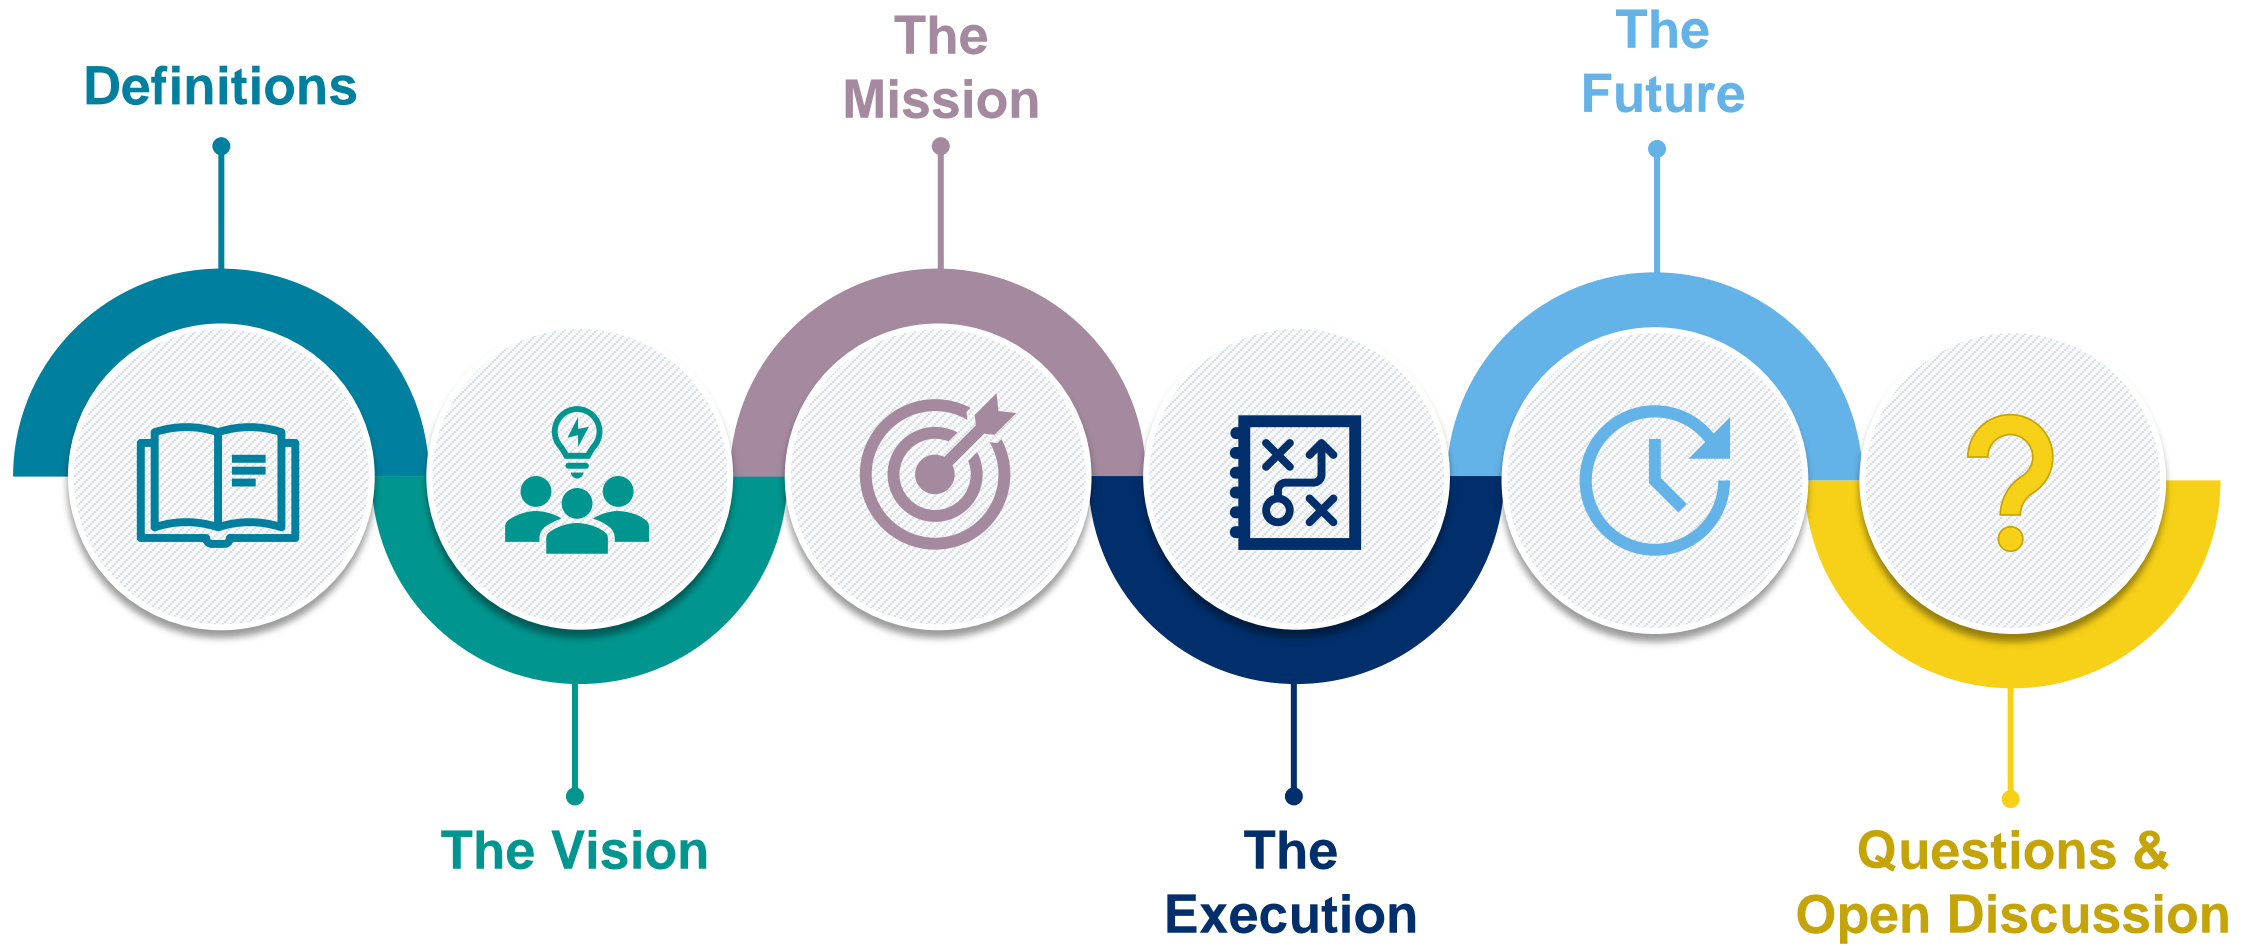 Definitions
The Vision
The
Mission
The
Execution
The
Future
Questions &
Open Discussion